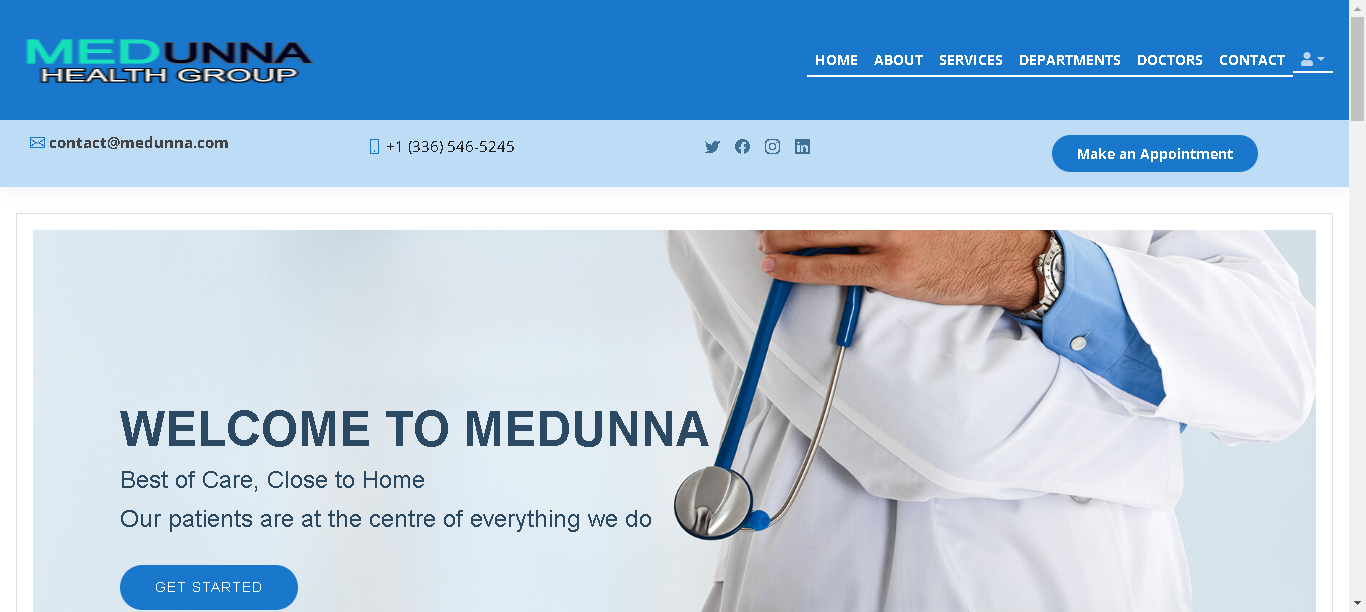 MEDUNNA
HEALTH GROUP
HOME ABOUT SERVICES DEPARTMENTS DOCTORS CONTACT
contact@medunna.com
+1 (336) 546-5245
Make an Appointment
WELCOME TO MEDUNNA
Best of Care, Close to Home
Our patients are at the centre of everything we do
GET STARTED